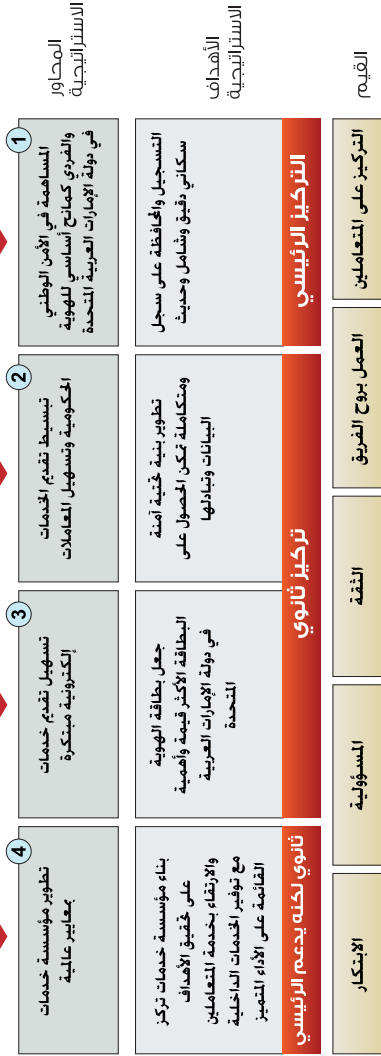 المحاور
الاستراتيجية
1
المساهمة في الأمن الوطني
والفردي كمانح أساسي للهوية
في دولة الإمارات العربية المتحدة
2
تبسيط تقديم الخدمات
الحكومية وتسهيل المعاملات
3
تسهيل تقديم خدمات
إلكترونية مبتكرة
4
تطوير مؤسسة خدمات
بمعايير عالمية
الأهداف
الاستراتيجية
التسجيل والمحافظة على سجل
سكاني دقيق وشامل وحديث
تطوير بنية تحتية آمنة
ومتكاملة تمكن الحصول على
البيانات وتبادلها
جعل بطاقة الهوية
البطاقة الأكثر قيمة وأهمية
في دولة الإمارات العربية
المتحدة
بناء مؤسسة خدمات تركز
على تحقيق الأهداف
والارتقاء بخدمة المتعاملين
مع توفير الخدمات الداخلية
القائمة على الأداء المتميز
التركيز الرئيسي
تركيز ثانوي
ثانوي لكنه يدعم الرئيسي
القيم
التركيز على المتعاملين
العمل بروح الفريق
الثقة
المسؤولية
الابتكار